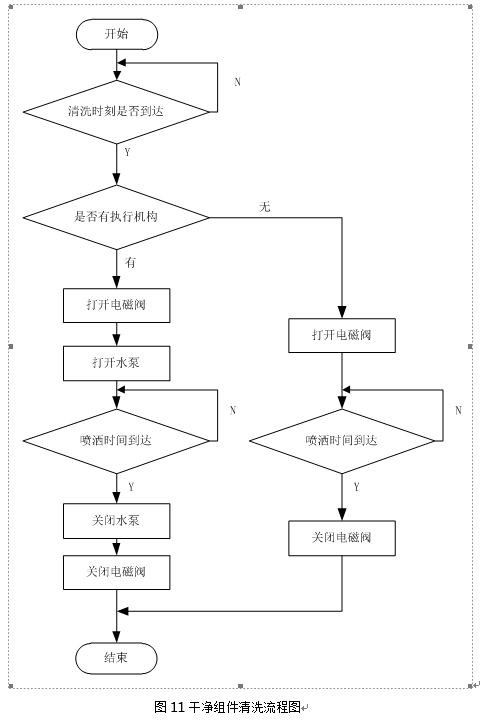 开始
N
清洗时刻是否到达
Y
是否有执行机构
无
有
打开电磁阀
打开电磁阀
打开水泵
N
N
喷洒时间到达
喷洒时间到达
Y
Y
关闭水泵
关闭电磁阀
关闭电磁阀
结束
图 11 干净组件清洗流程图